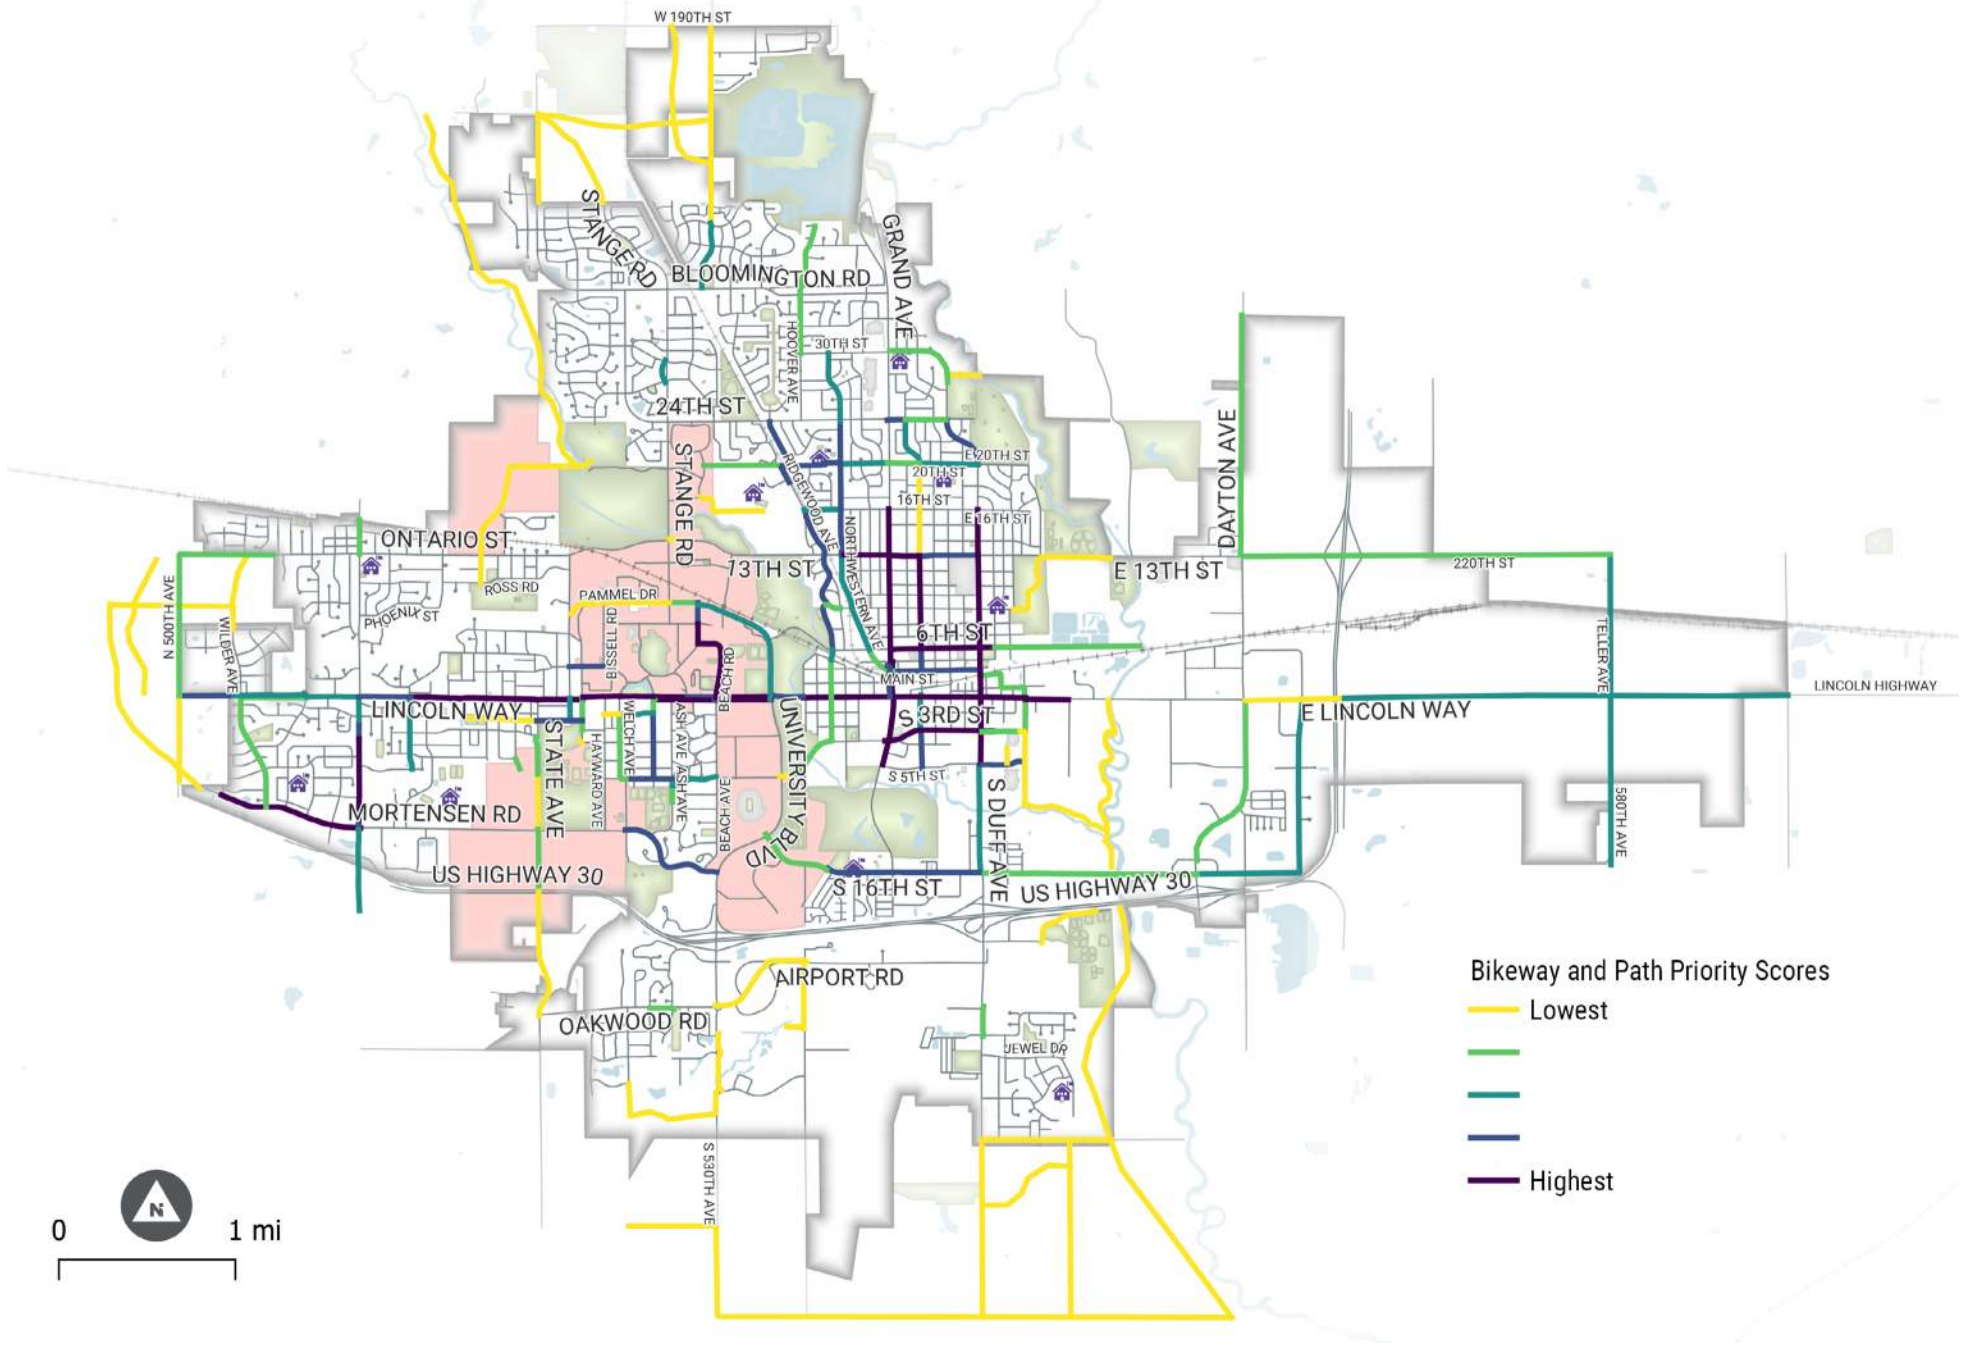 W 190TH ST
STANGE RD
GRAND AVE
BLOOMINGTON RD
HOOVER AVE
30TH ST
24TH ST
STANGE RD
RIDGEWOOD AVE
E 20TH ST
20TH ST
DAYTON AVE
16TH ST
E 16TH ST
NORTHWESTERN AVE
ONTARIO ST
13TH ST
E 13TH ST
220TH ST
ROSS RD
PAMMEL DR
N 500TH AVE
WILDER AVE
PHOENIX ST
BISSELL RD
BEACH RD
6TH ST
TELLER AVE
MAIN ST
LINCOLN HIGHWAY
LINCOLN WAY
STATE AVE
HAYWARD AVE
WELCH AVE
ASH AVE
ASH AVE
UNIVERSITY BLVD
S 3RD ST
E LINCOLN WAY
S 5TH ST
S DUFF AVE
BEACH AVE
580TH AVE
MORTENSEN RD
US HIGHWAY 30
S 16TH ST
US HIGHWAY 30
AIRPORT RD
OAKWOOD RD
JEWEL DR
S 530TH AVE
Bikeway and Path Priority Scores
Lowest
Highest
N
0 1 mi